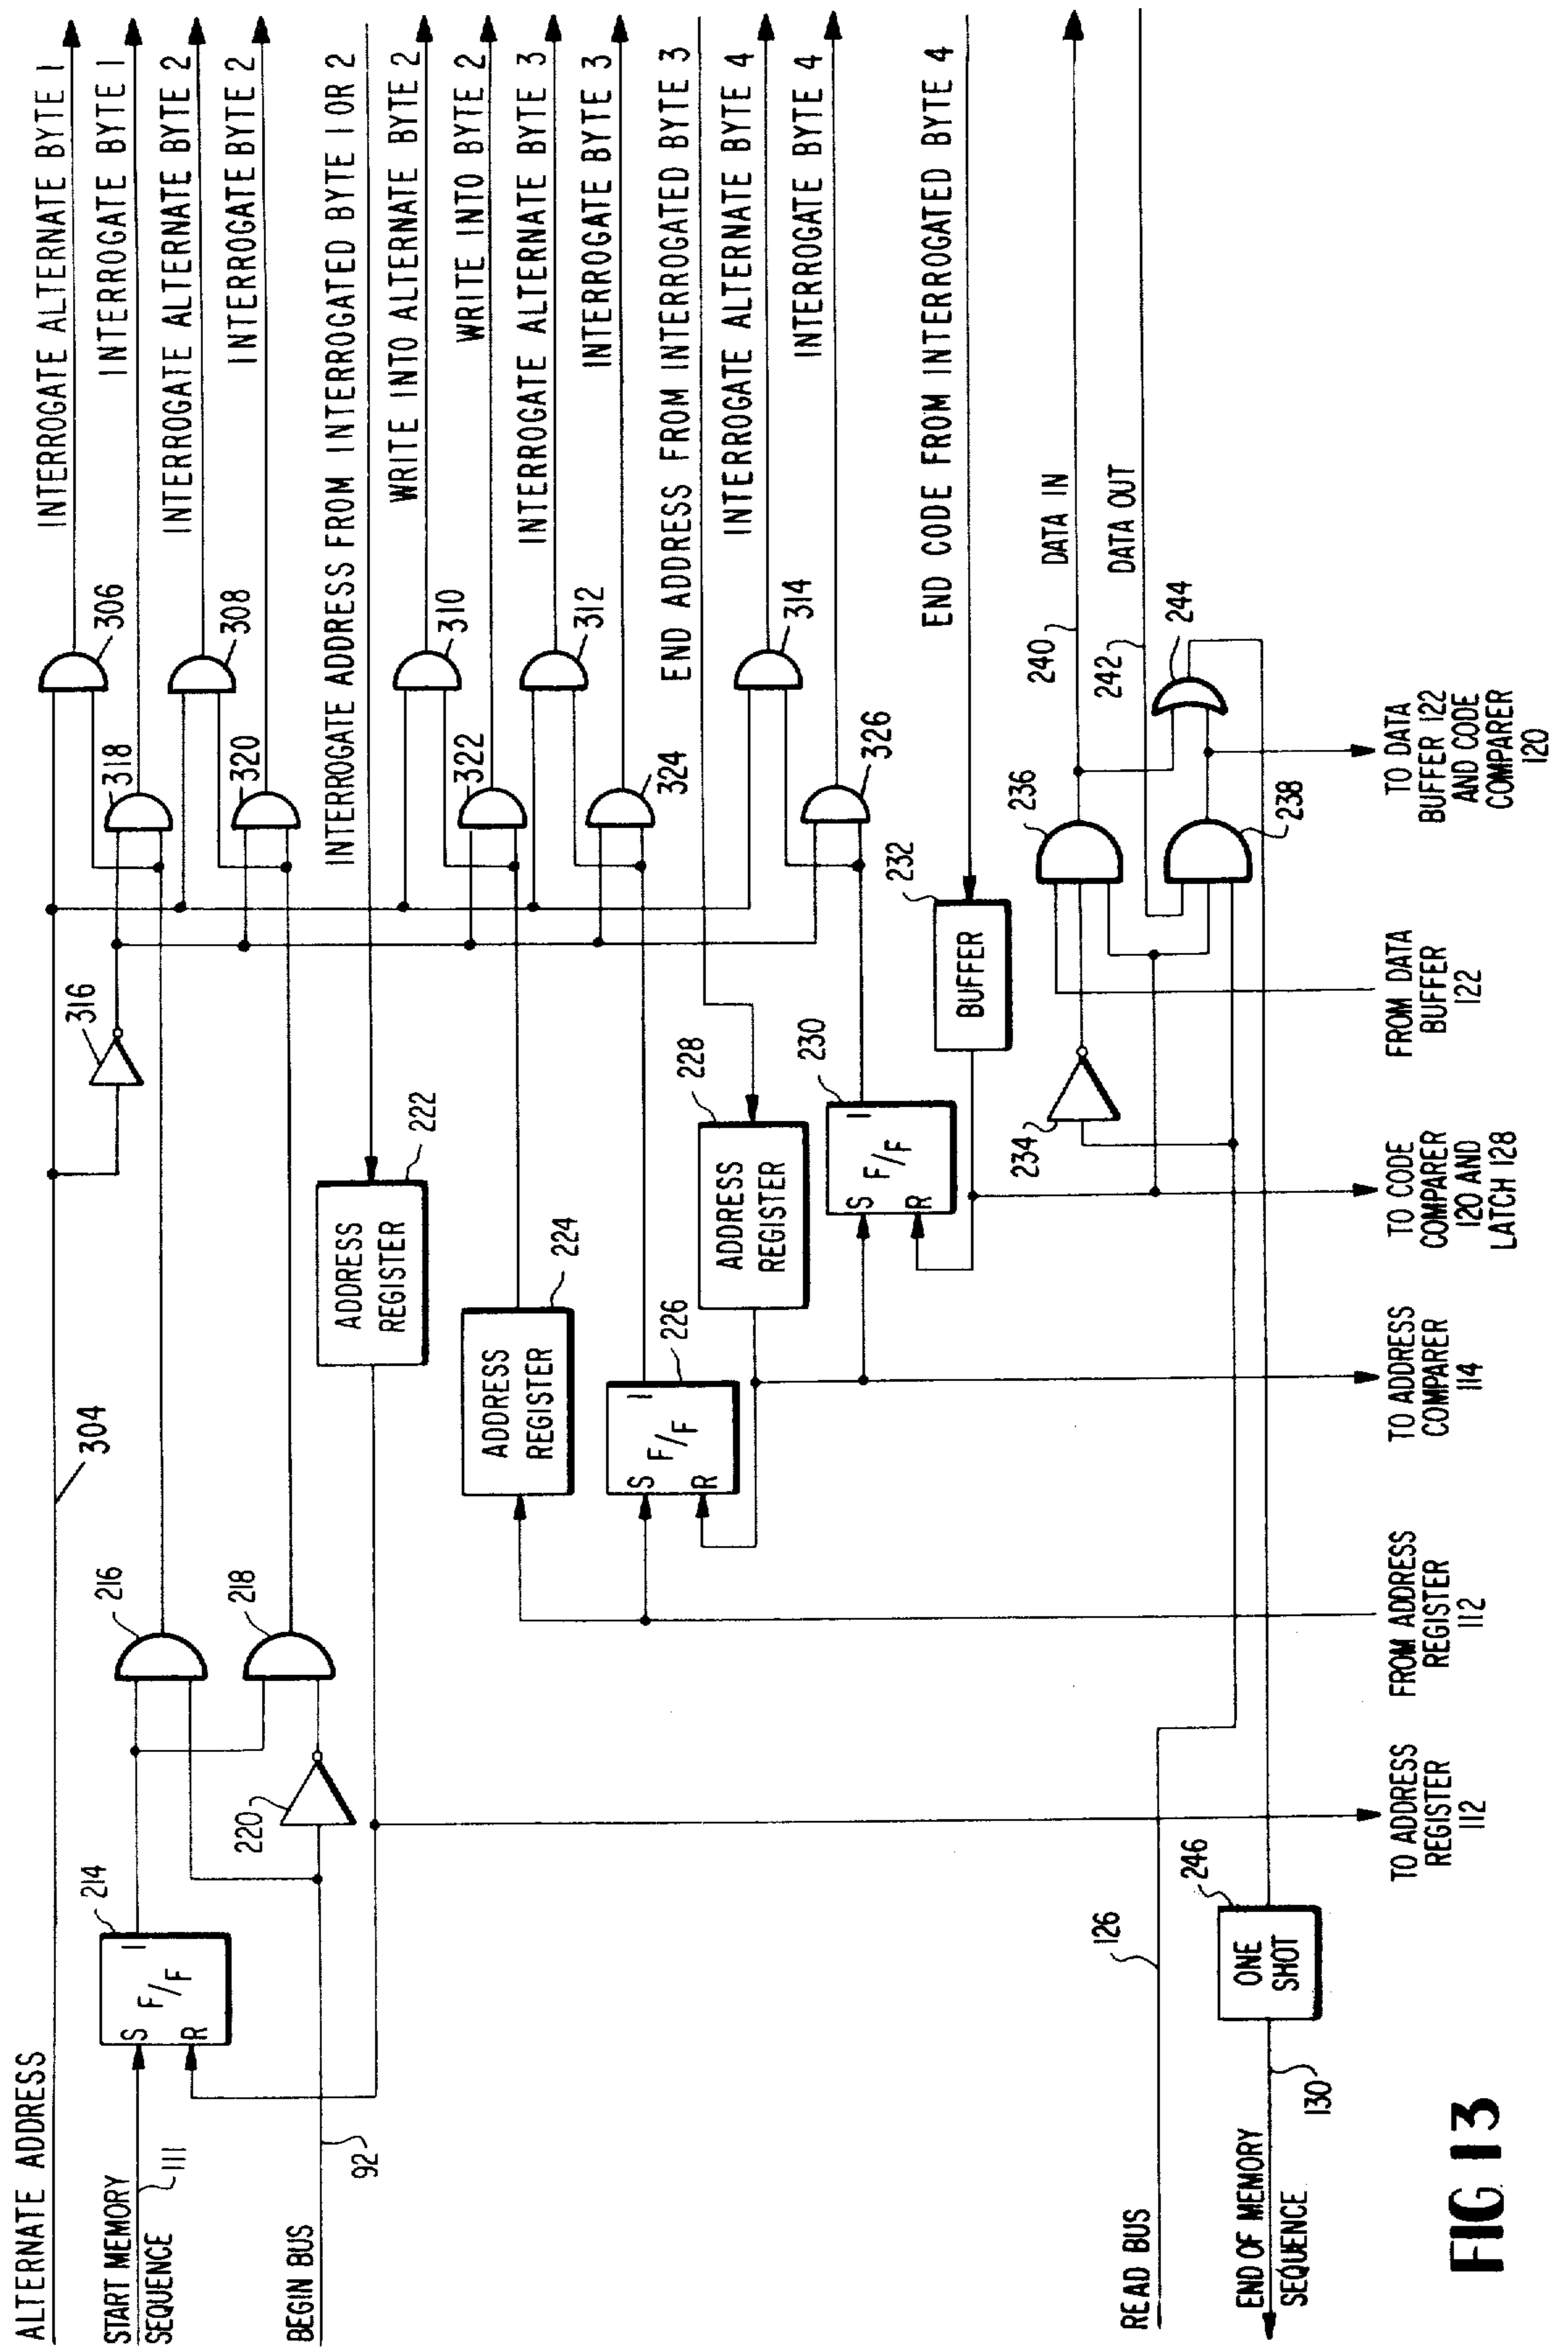 ALTERNATE ADDRESS
304
START MEMORY
SEQUENCE
111
BEGIN BUS
92
214
S
F/F
R
1
216
218
220
316
318
306
320
308
INTERROGATE ALTERNATE BYTE 1
INTERROGATE BYTE 1
INTERROGATE ALTERNATE BYTE 2
INTERROGATE BYTE 2
INTERROGATE ADDRESS FROM INTERROGATED BYTE 1 OR 2
ADDRESS
REGISTER
222
WRITE INTO ALTERNATE BYTE 2
310
WRITE INTO BYTE 2
322
ADDRESS
REGISTER
224
INTERROGATE ALTERNATE BYTE 3
312
INTERROGATE BYTE 3
324
S
F/F
R
1
226
END ADDRESS FROM INTERROGATED BYTE 3
ADDRESS
REGISTER
228
INTERROGATE ALTERNATE BYTE 4
314
INTERROGATE BYTE 4
326
S
F/F
R
1
230
END CODE FROM INTERROGATED BYTE 4
BUFFER
232
234
236
238
DATA IN
240
DATA OUT
242
244
READ BUS
126
ONE
SHOT
246
END OF MEMORY
SEQUENCE
130
TO ADDRESS
REGISTER
112
FROM ADDRESS
REGISTER
112
TO ADDRESS
COMPARER
114
TO CODE
COMPARER
120 AND
LATCH 128
FROM DATA
BUFFER
122
TO DATA
BUFFER 122
AND CODE
COMPARER
120
FIG 13